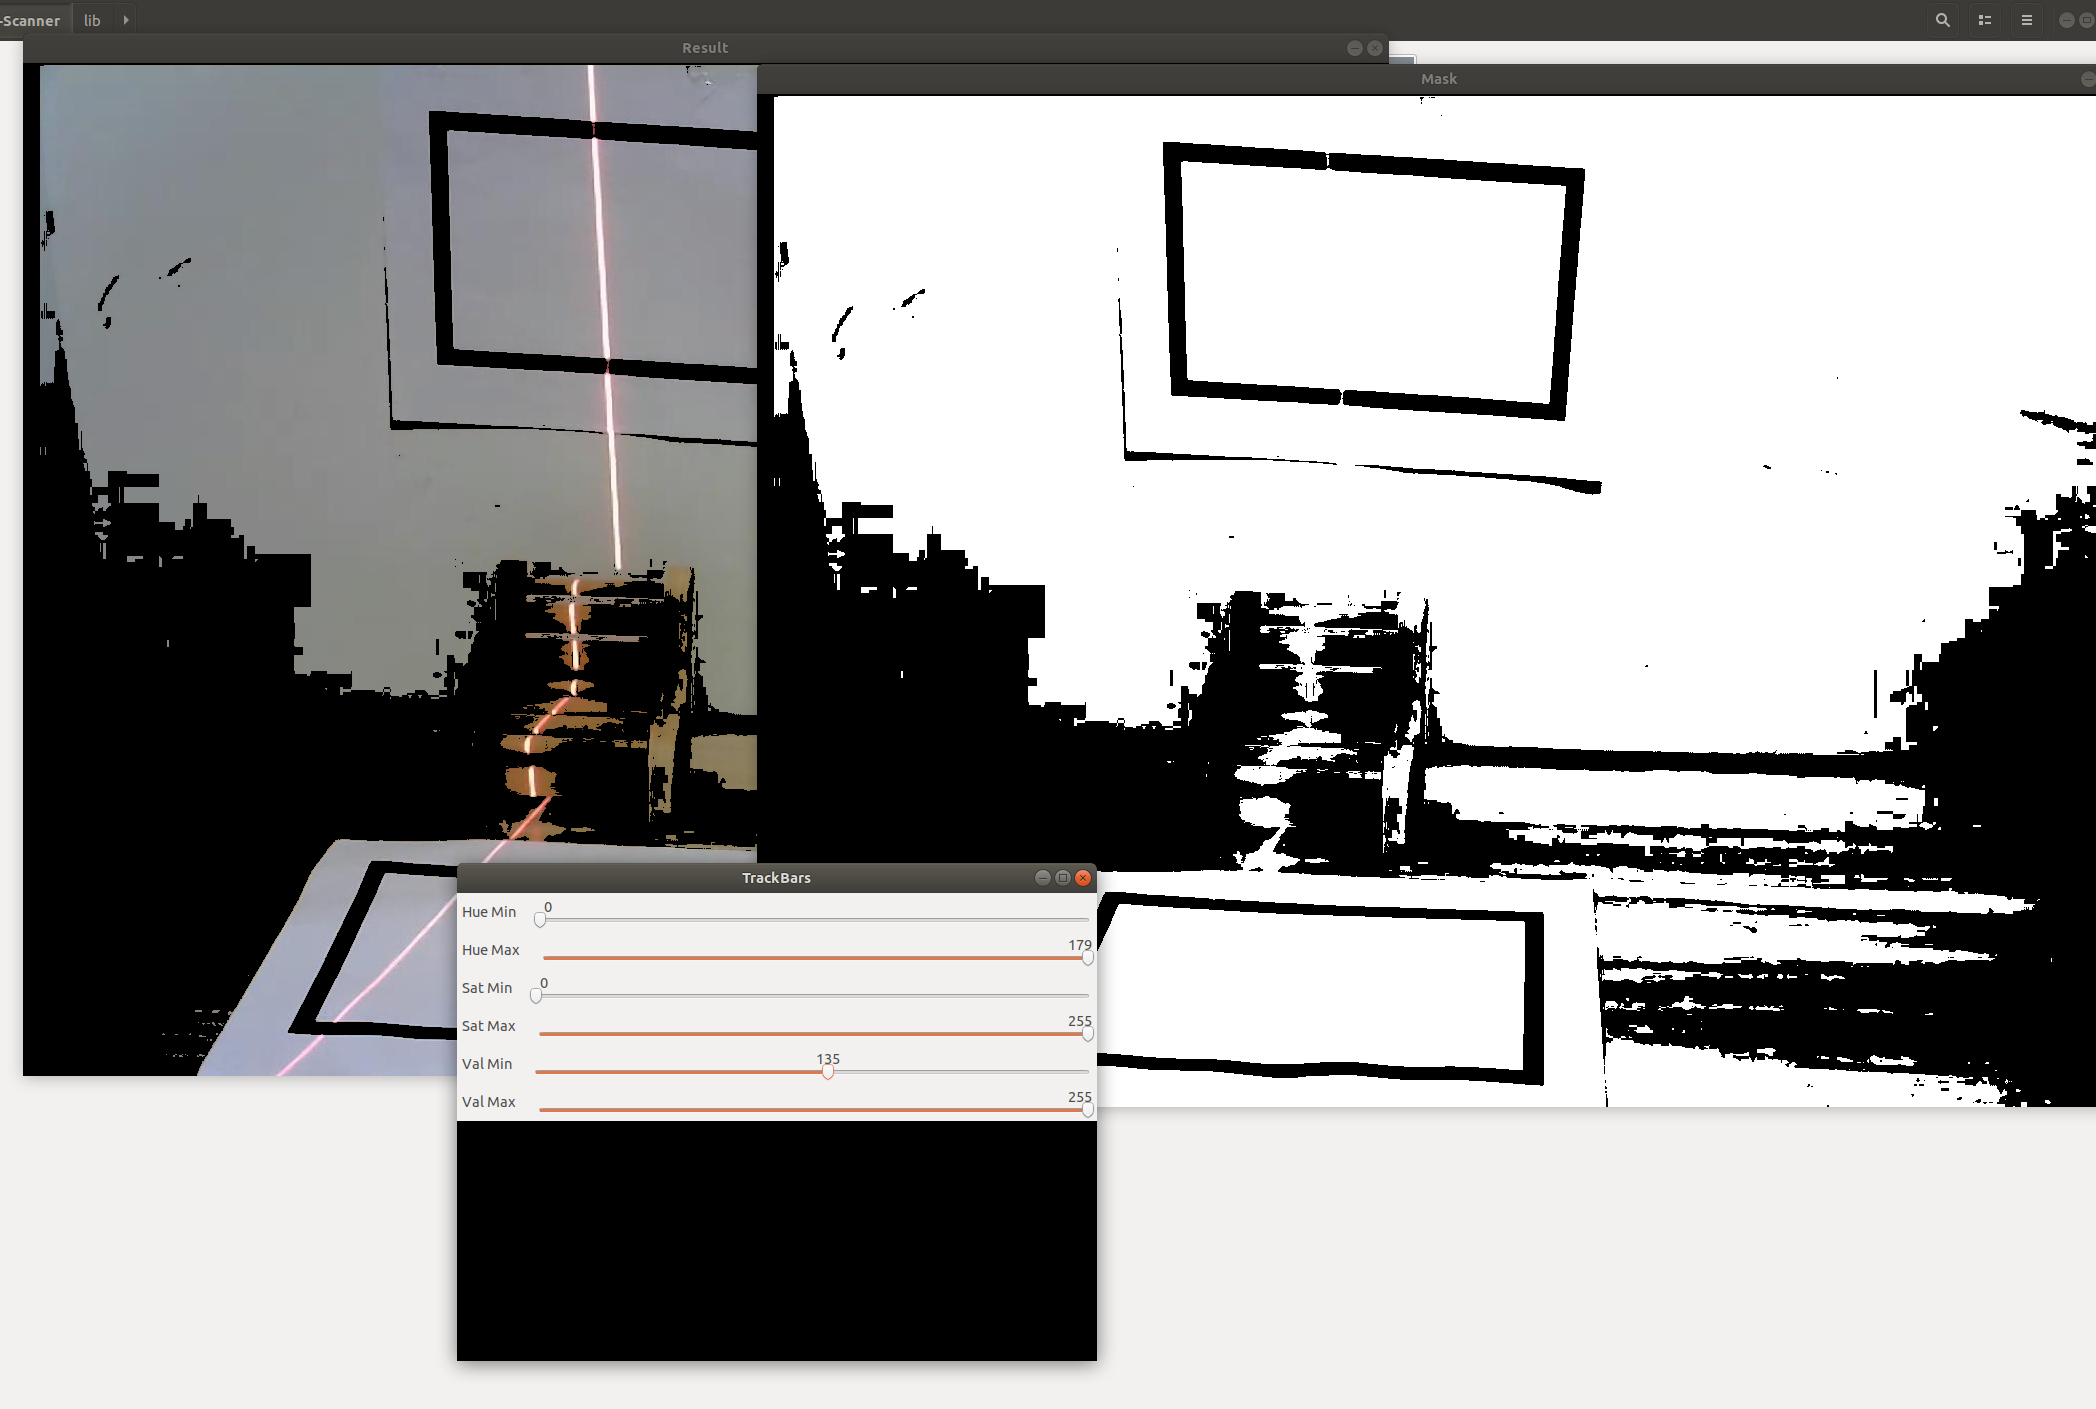 -Scanner
lib
Result
Mask
TrackBars
Hue Min 0
Hue Max 179
Sat Min 0
Sat Max 255
Val Min 135
Val Max 255